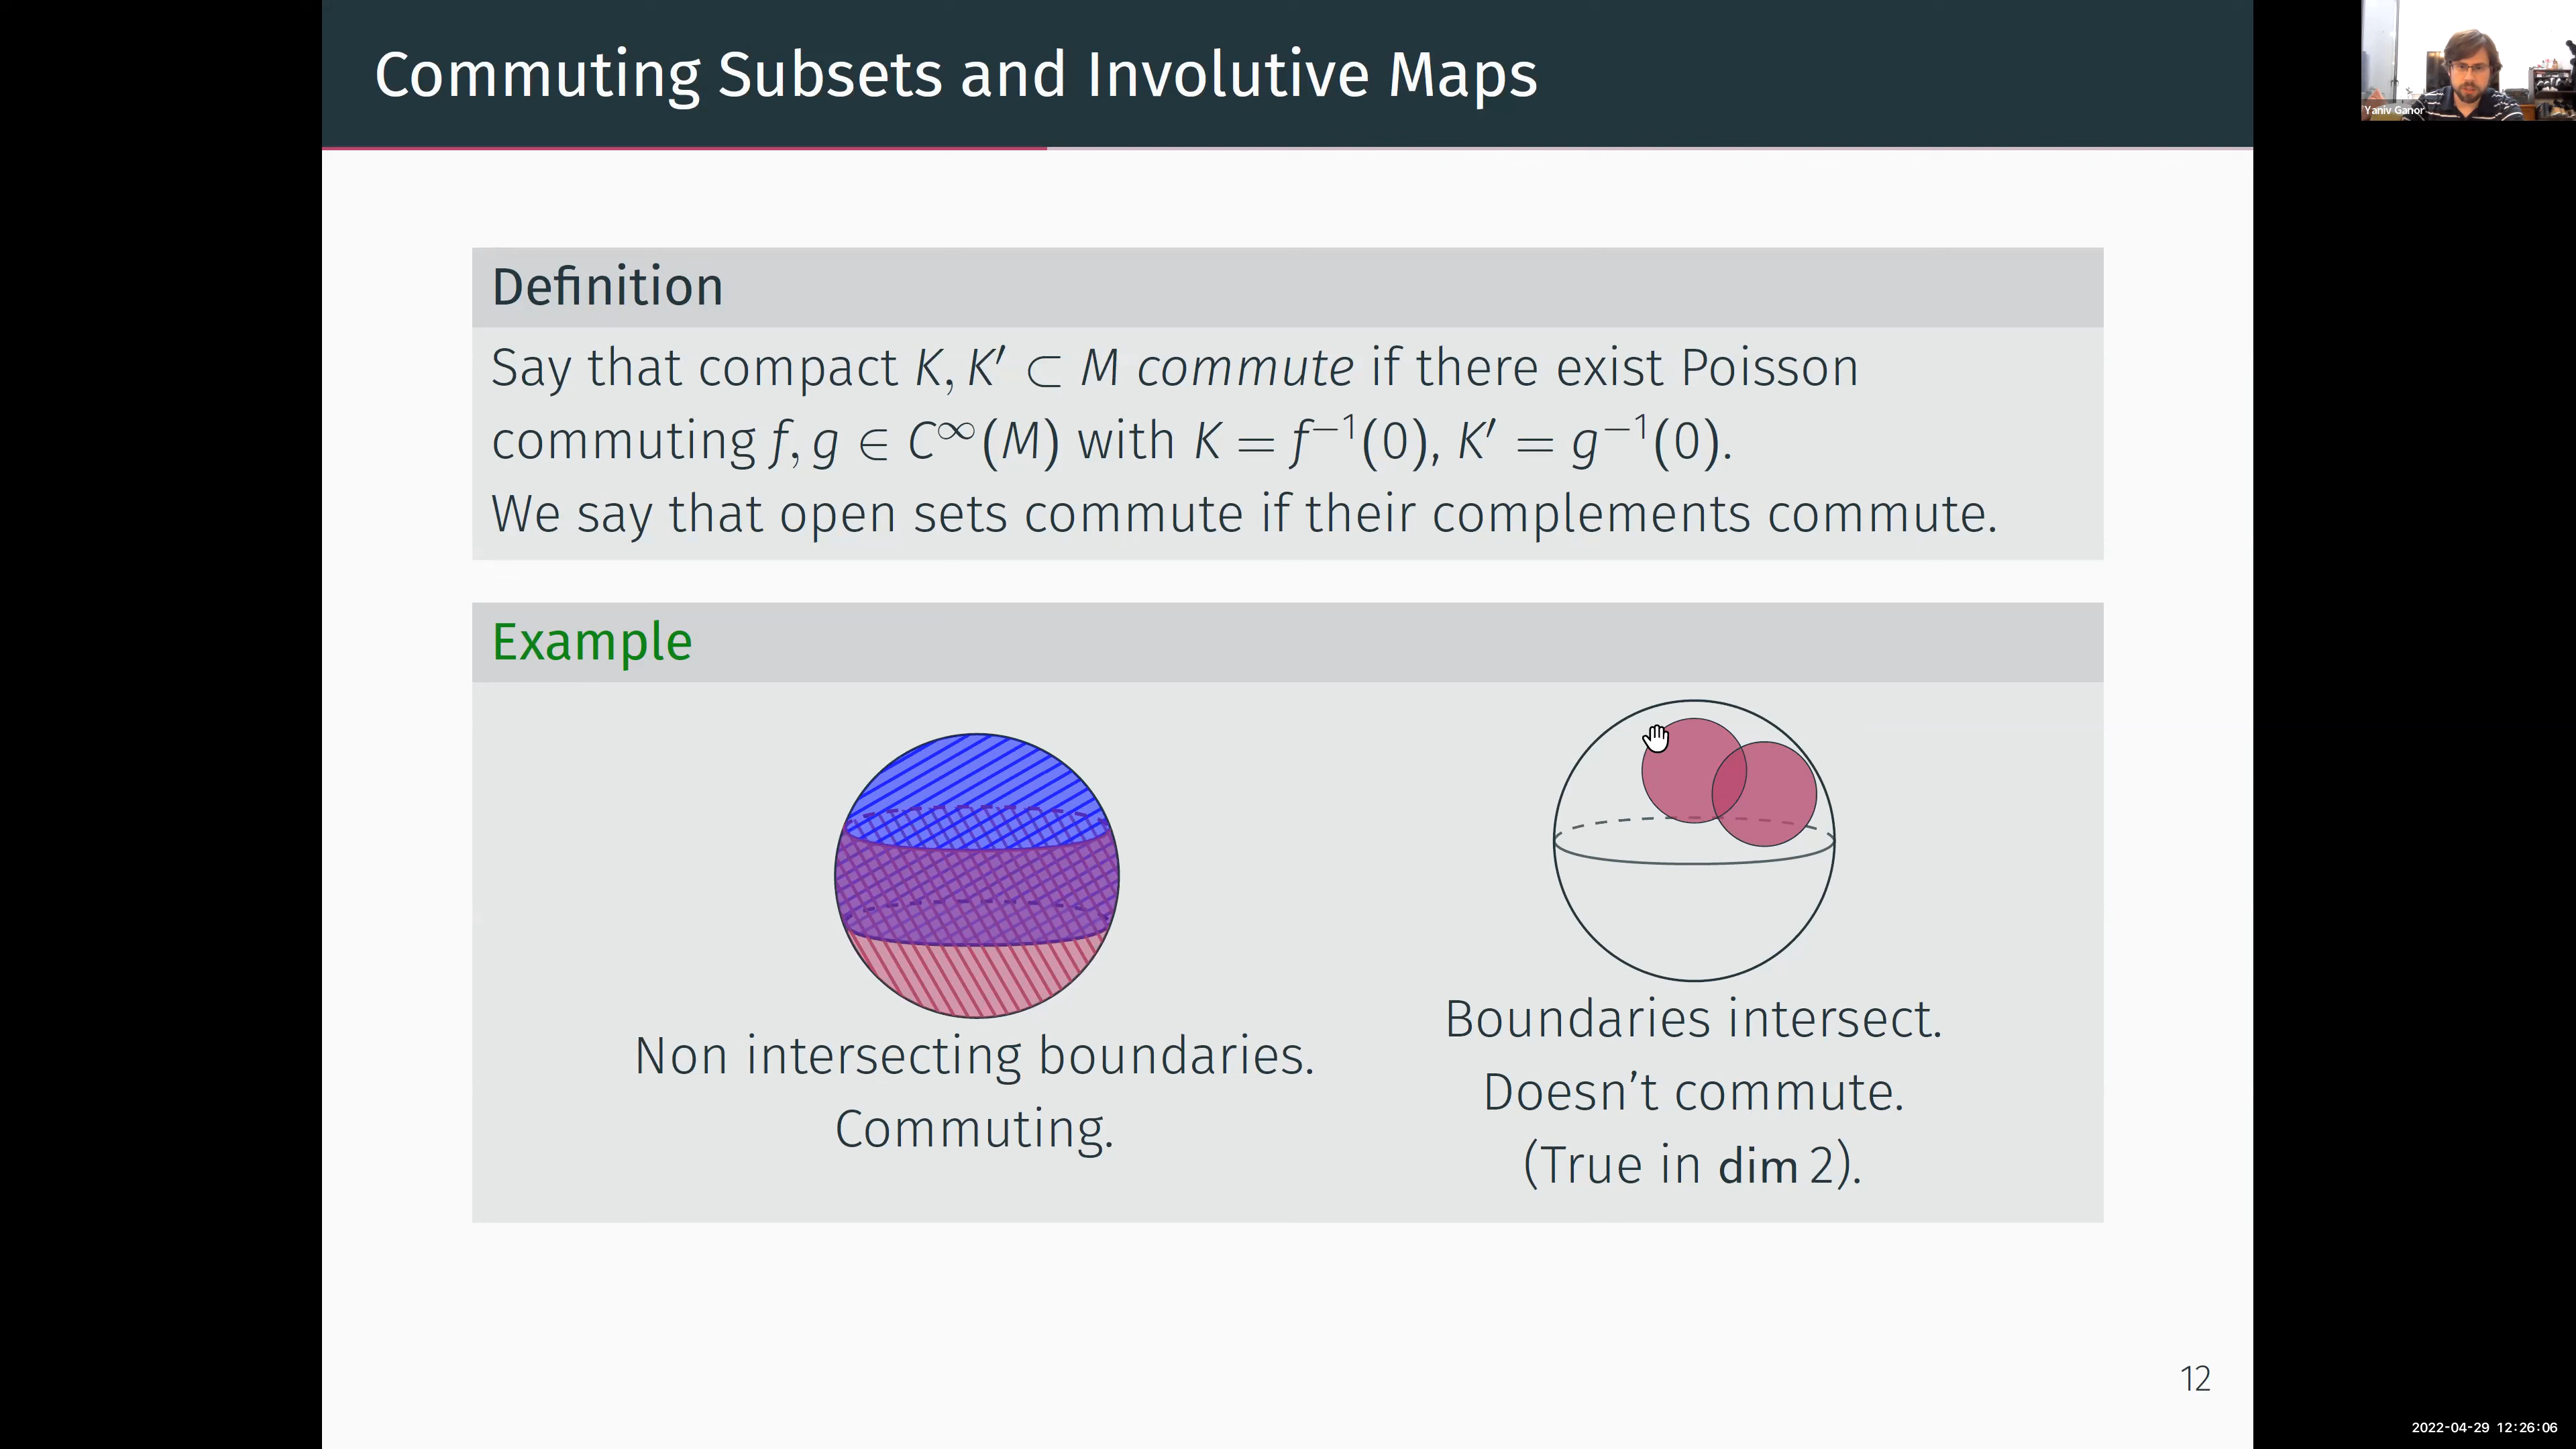 Commuting Subsets and Involutive Maps
Yaniv Ganor
Definition
Say that compact K, K′ ⊂ M commute if there exist Poisson
commuting f, g ∈ C^∞(M) with K = f^{−1}(0), K′ = g^{−1}(0).
We say that open sets commute if their complements commute.
Example
Non intersecting boundaries.
Commuting.
Boundaries intersect.
Doesn't commute.
(True in dim 2).
12
2022-04-29 12:26:06